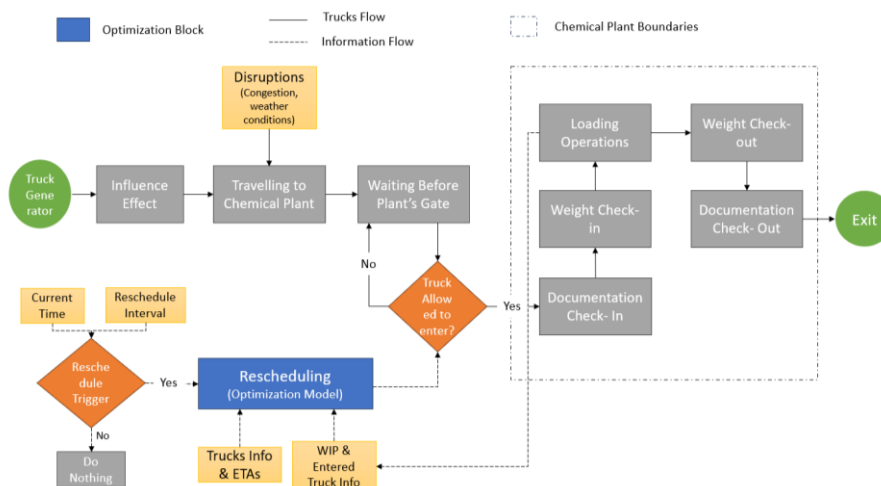 Optimization Block
Trucks Flow
Information Flow
Chemical Plant Boundaries
Disruptions
(Congestion,
weather
conditions)
Truck
Gene
rator
Influence
Effect
Travelling to
Chemical Plant
Waiting Before
Plant's Gate
Loading
Operations
Weight Check-
out
Weight Check-
in
Documentation
Check- Out
Exit
No
Truck
Allow
ed to
enter?
Yes
Documentation
Check- In
Current
Time
Reschedule
Interval
Resche
dule
Trigger
Yes
Rescheduling
(Optimization Model)
No
Do
Nothing
Trucks Info
& ETAs
WIP &
Entered
Truck Info